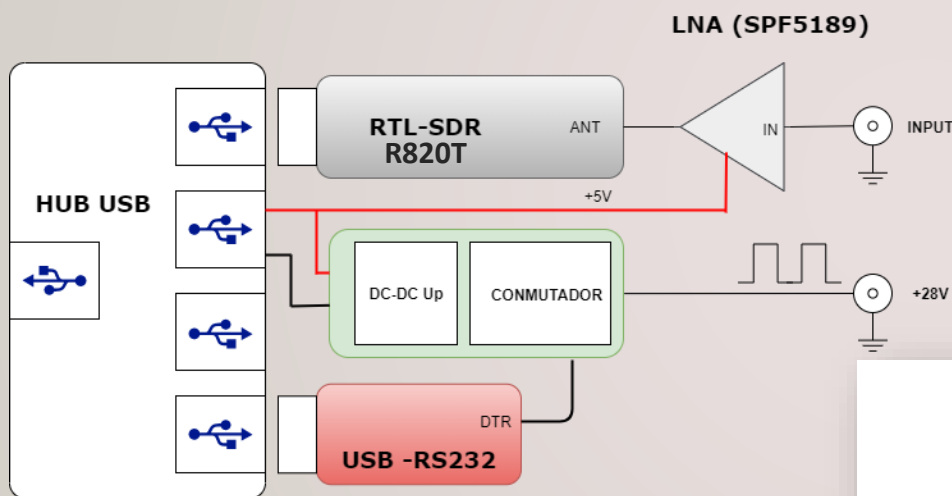 LNA (SPF5189)
RTL-SDR
R820T
ANT
IN
INPUT
+5V
HUB USB
DC-DC Up
CONMUTADOR
+28V
DTR
USB -RS232